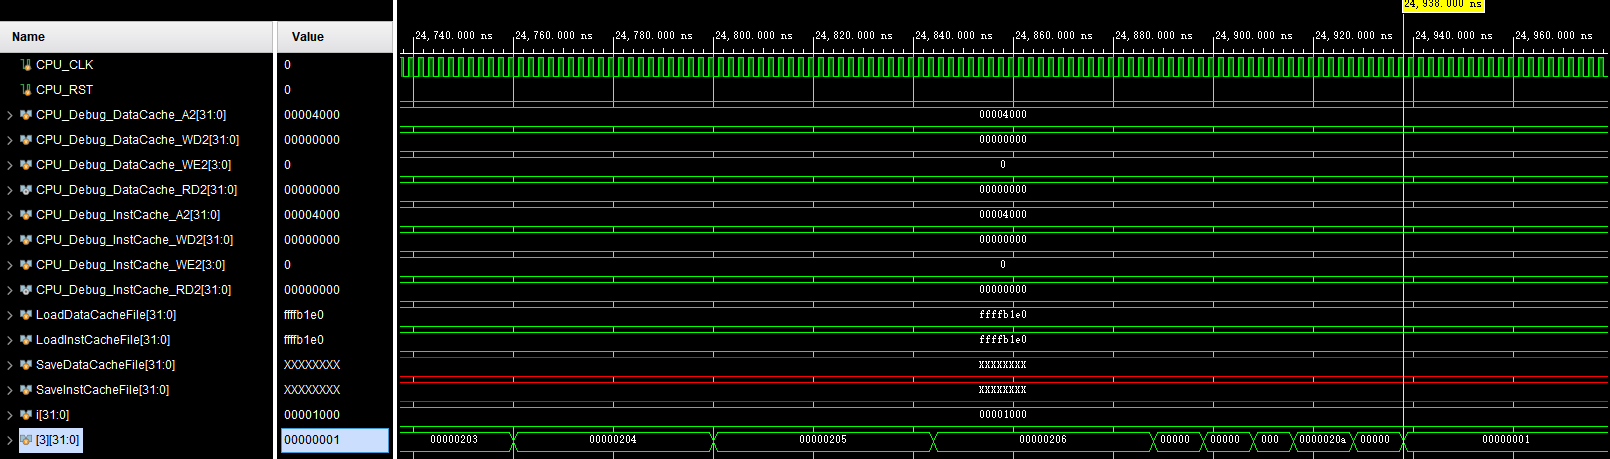 24,938.000 ns
Name Value
24,740.000 ns 24,760.000 ns 24,780.000 ns 24,800.000 ns 24,820.000 ns 24,840.000 ns 24,860.000 ns 24,880.000 ns 24,900.000 ns 24,920.000 ns 24,940.000 ns 24,960.000 ns
CPU_CLK 0
CPU_RST 0
CPU_Debug_DataCache_A2[31:0] 00004000 00004000
CPU_Debug_DataCache_WD2[31:0] 00000000 00000000
CPU_Debug_DataCache_WE2[3:0] 0 0
CPU_Debug_DataCache_RD2[31:0] 00000000 00000000
CPU_Debug_InstCache_A2[31:0] 00004000 00004000
CPU_Debug_InstCache_WD2[31:0] 00000000 00000000
CPU_Debug_InstCache_WE2[3:0] 0 0
CPU_Debug_InstCache_RD2[31:0] 00000000 00000000
LoadDataCacheFile[31:0] ffffb1e0 ffffb1e0
LoadInstCacheFile[31:0] ffffb1e0 ffffb1e0
SaveDataCacheFile[31:0] XXXXXXXX XXXXXXXX
SaveInstCacheFile[31:0] XXXXXXXX XXXXXXXX
i[31:0] 00001000 00001000
[3][31:0] 00000001 00000203 00000204 00000205 00000206 00000 00000 000 0000020a 00000 00000001